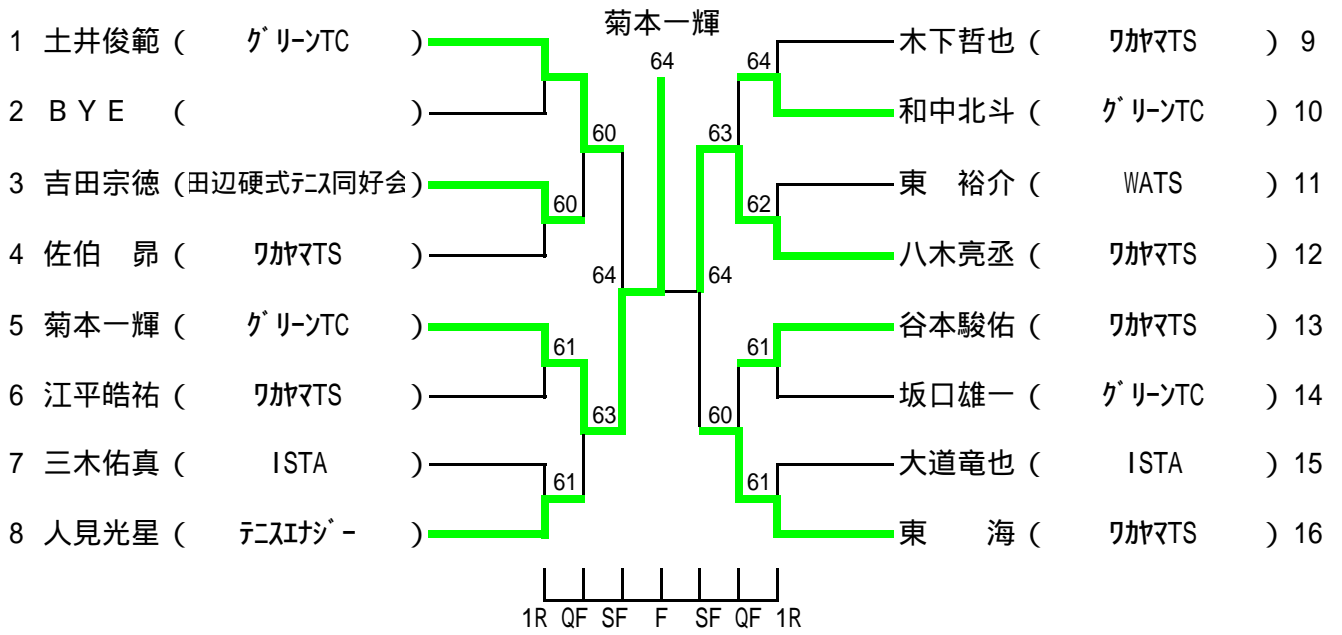 菊本一輝
1 土井俊範 ( グリーンTC ) 木下哲也 ( ワカヤマTS ) 9
64 64
2 ＢＹＥ ( ) 和中北斗 ( グリーンTC ) 10
60 63
3 吉田宗徳 (田辺硬式テニス同好会) 東 裕介 ( WATS ) 11
60 62
4 佐伯 昴 ( ワカヤマTS ) 八木亮丞 ( ワカヤマTS ) 12
64 64
5 菊本一輝 ( グリーンTC ) 谷本駿佑 ( ワカヤマTS ) 13
61 61
6 江平皓祐 ( ワカヤマTS ) 坂口雄一 ( グリーンTC ) 14
63 60
7 三木佑真 ( ISTA ) 大道竜也 ( ISTA ) 15
61 61
8 人見光星 ( テニスエナジー ) 東 海 ( ワカヤマTS ) 16
1R QF SF F SF QF 1R